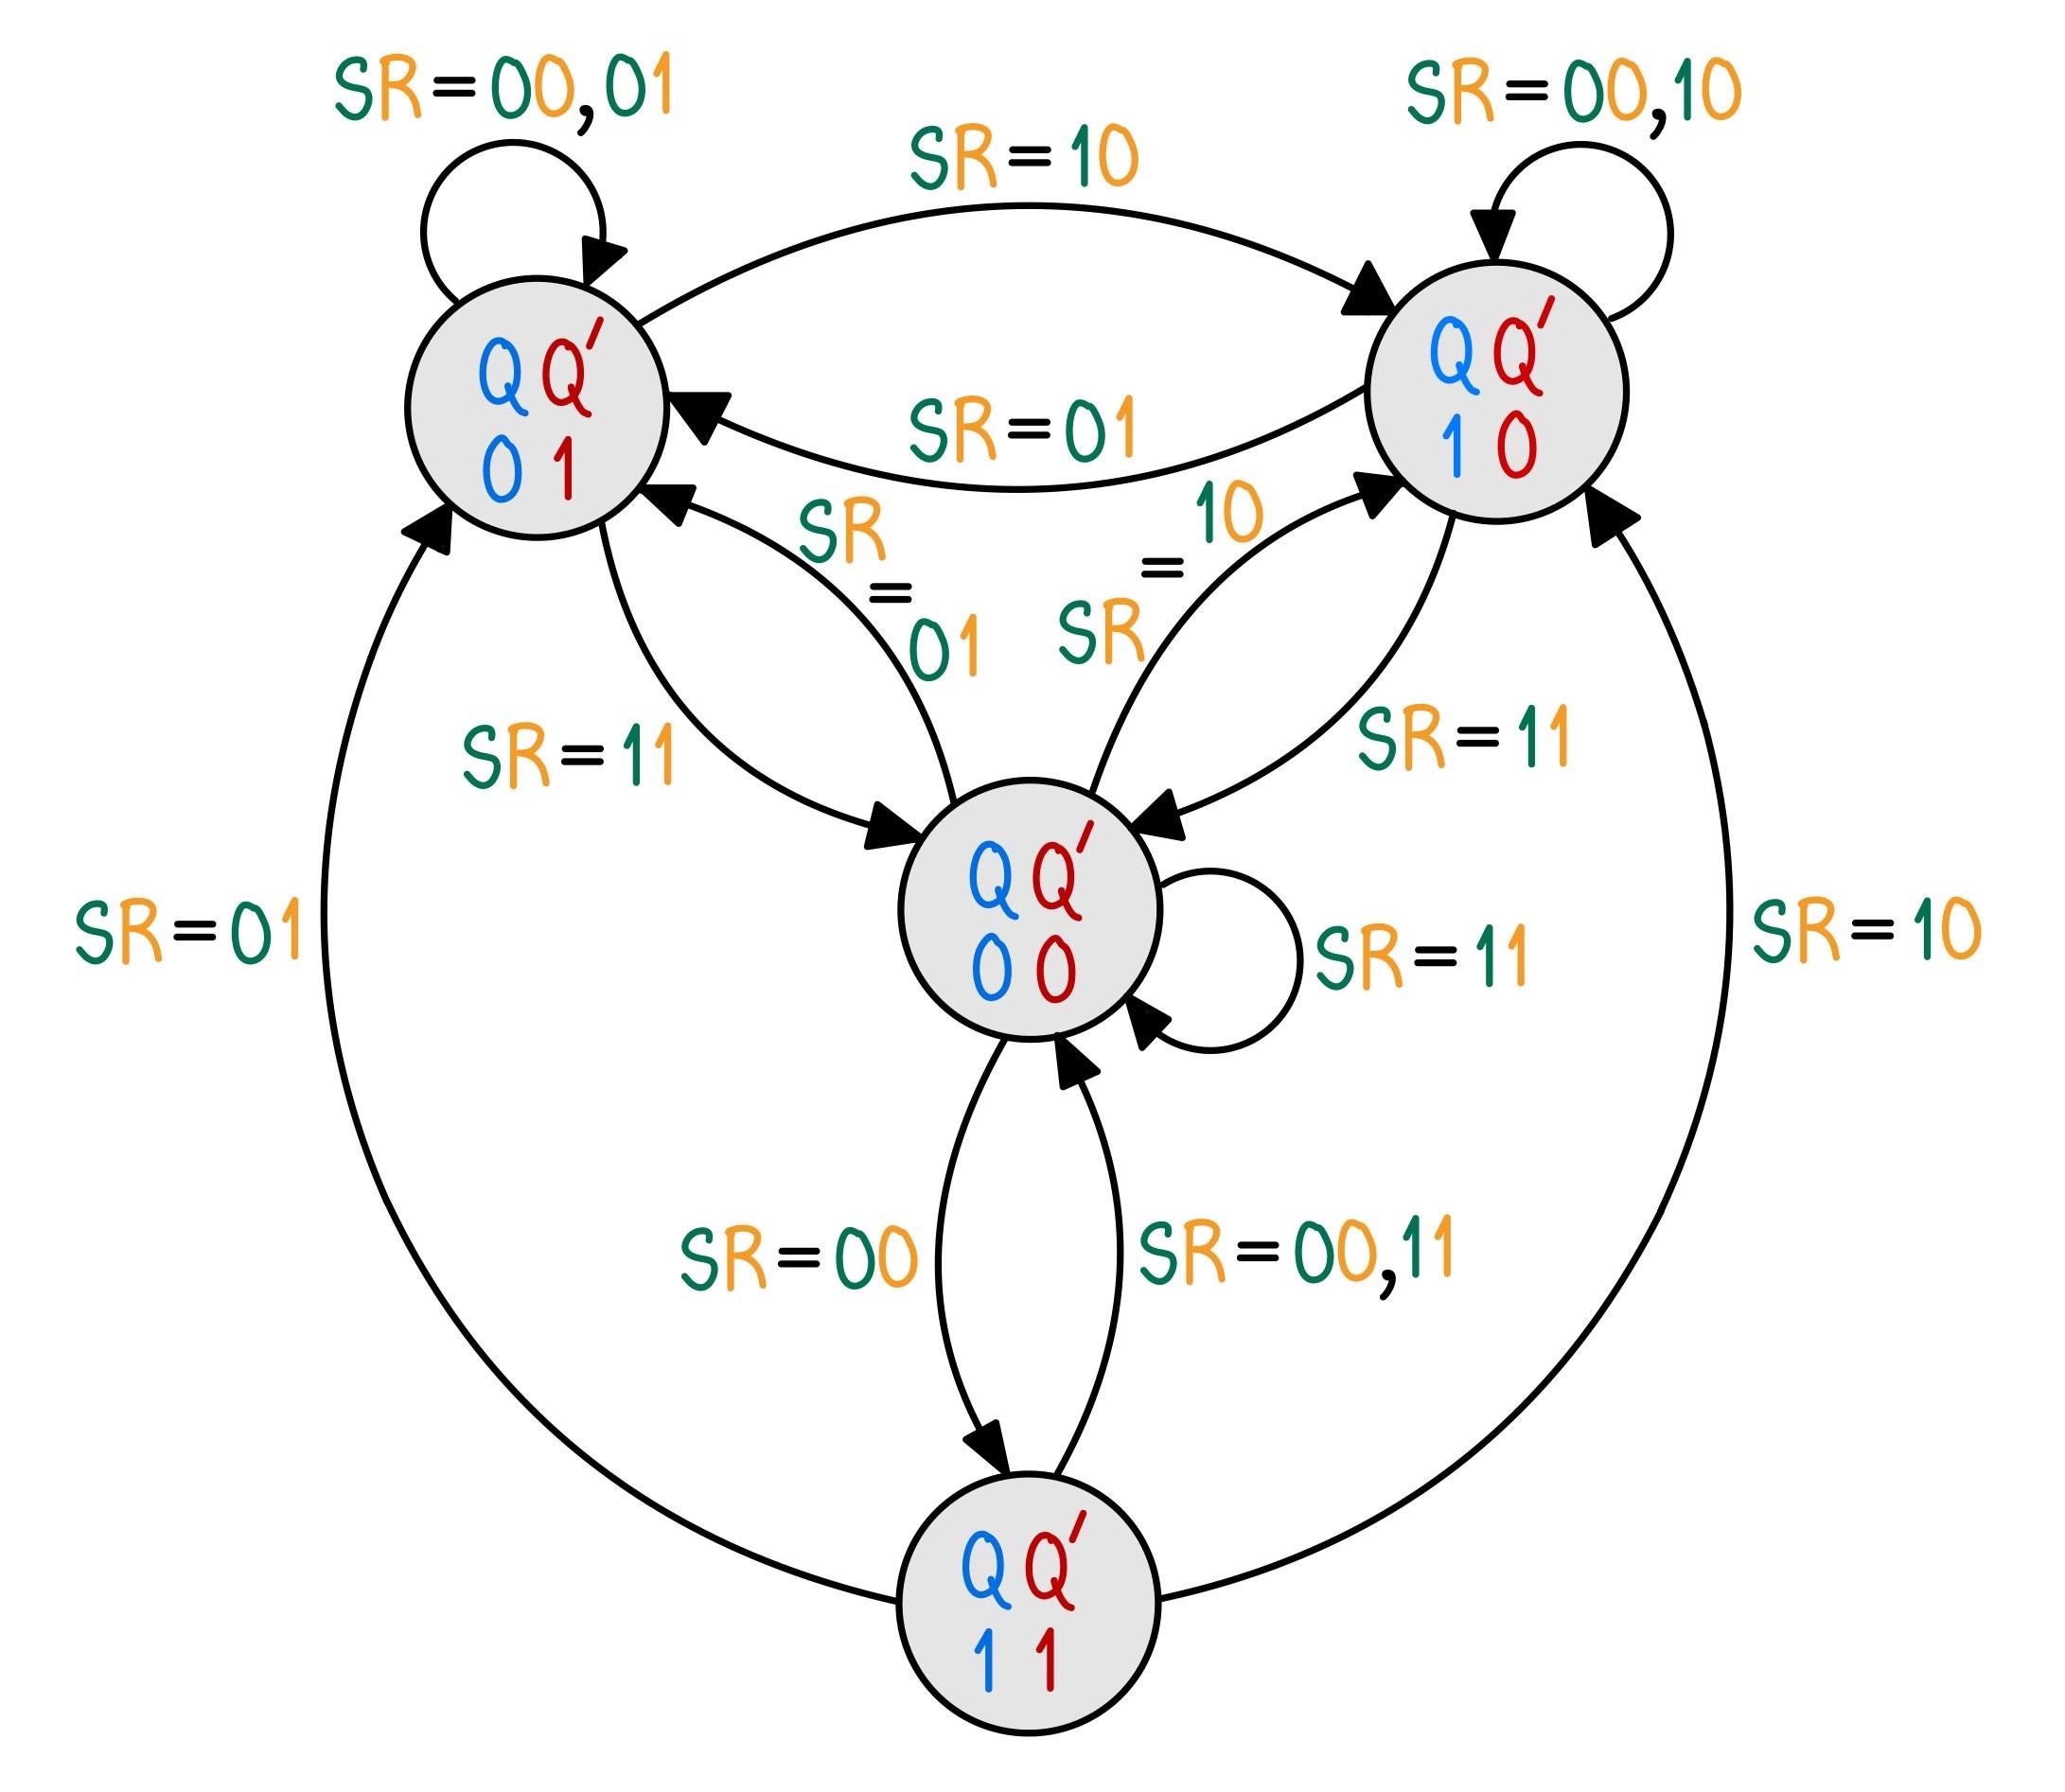 SR=00,01
SR=00,10
SR=10
Q Q′
0 1
Q Q′
1 0
SR=01
SR
=
01
10
=
SR
SR=11
SR=11
SR=01
Q Q′
0 0
SR=11
SR=10
SR=00
SR=00,11
Q Q′
1 1